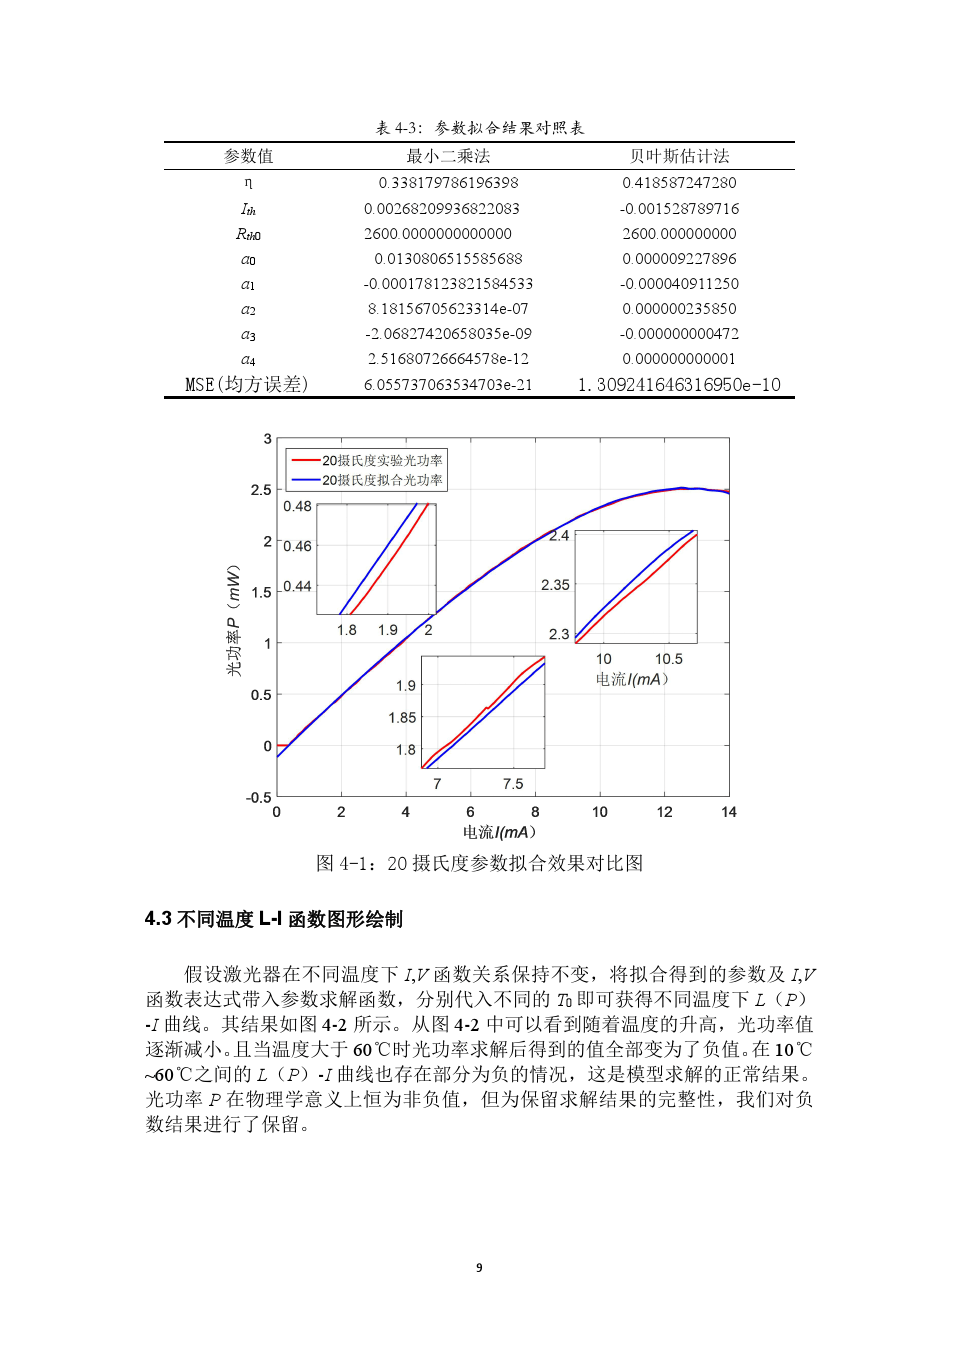 表 4-3：参数拟合结果对照表
参数值 最小二乘法 贝叶斯估计法
η 0.338179786196398 0.418587247280
Ith 0.00268209936822083 -0.001528789716
Rth0 2600.0000000000000 2600.000000000
a0 0.0130806515585688 0.000009227896
a1 -0.000178123821584533 -0.000040911250
a2 8.18156705623314e-07 0.000000235850
a3 -2.06827420658035e-09 -0.000000000472
a4 2.51680726664578e-12 0.000000000001
MSE(均方误差) 6.055737063534703e-21 1.309241646316950e-10
3
2.5
2
1.5
1
0.5
0
-0.5
光功率P（mW）
20摄氏度实验光功率
20摄氏度拟合光功率
0.48
0.46
0.44
1.8 1.9 2
2.4
2.35
2.3
10 10.5
电流I(mA）
1.9
1.85
1.8
7 7.5
0 2 4 6 8 10 12 14
电流I(mA）
图 4-1：20 摄氏度参数拟合效果对比图
4.3 不同温度 L-I 函数图形绘制
假设激光器在不同温度下 I,V 函数关系保持不变，将拟合得到的参数及 I,V
函数表达式带入参数求解函数，分别代入不同的 T0 即可获得不同温度下 L（P）
-I 曲线。其结果如图 4-2 所示。从图 4-2 中可以看到随着温度的升高，光功率值
逐渐减小。且当温度大于 60℃时光功率求解后得到的值全部变为了负值。在 10℃
~60℃之间的 L（P）-I 曲线也存在部分为负的情况，这是模型求解的正常结果。
光功率 P 在物理学意义上恒为非负值，但为保留求解结果的完整性，我们对负
数结果进行了保留。
9